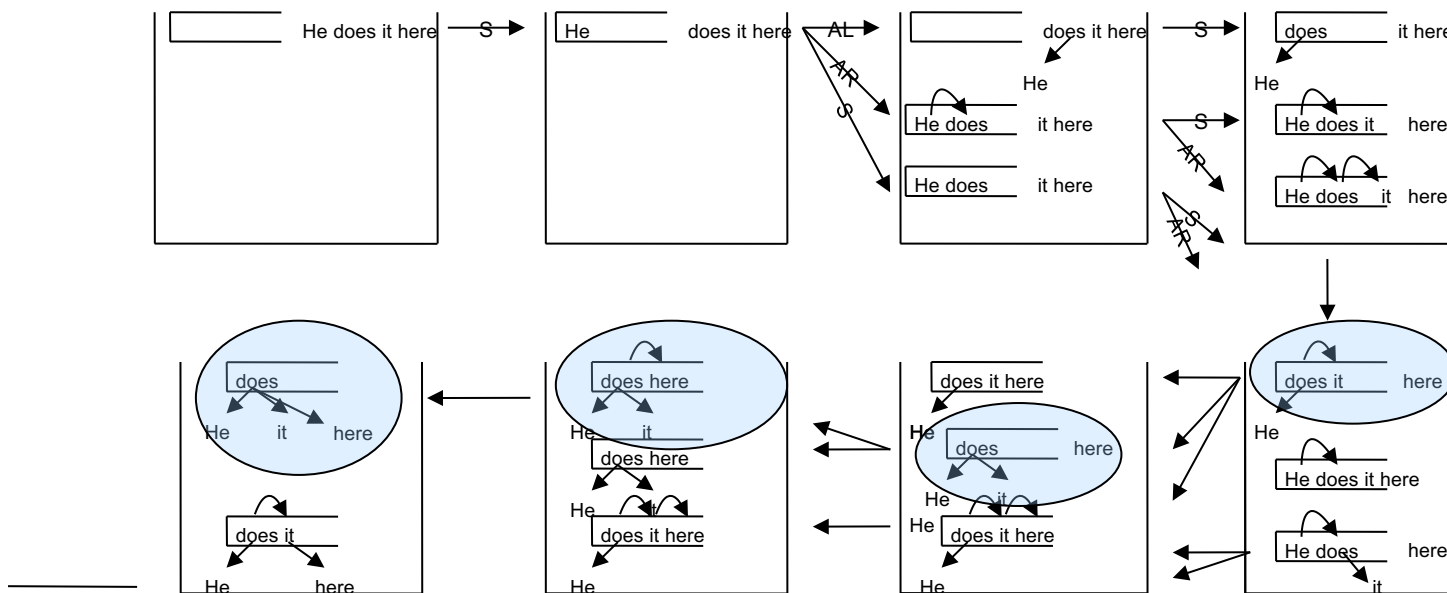 He does it here
S
He
does it here
AL
AR
S
does it here
He
He does
it here
He does
it here
S
S
AR
S
AR
does
it here
He
He does it
here
He does
it
here
does
He
it
here
does it
He
here
does here
He
it
does here
He
it
does it here
He
does it here
He
does
here
He
it
He
does it here
He
does it
here
He
He does it here
He does
here
it